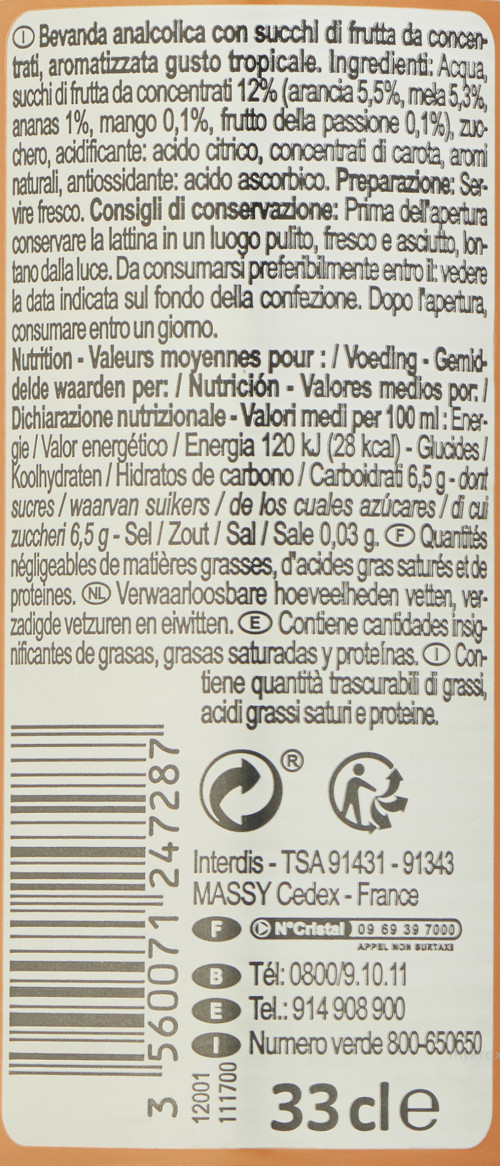 Ⓘ Bevanda analcolica con succhi di frutta da concen-
trati, aromatizzata gusto tropicale. Ingredienti: Acqua,
succhi di frutta da concentrati 12% (arancia 5,5%, mela 5,3%,
ananas 1%, mango 0,1%, frutto della passione 0,1%), zuc-
chero, acidificante: acido citrico, concentrati di carota, aromi
naturali, antiossidante: acido ascorbico. Preparazione: Ser-
vire fresco. Consigli di conservazione: Prima dell'apertura
conservare la lattina in un luogo pulito, fresco e asciutto, lon-
tano dalla luce. Da consumarsi preferibilmente entro il: vedere
la data indicata sul fondo della confezione. Dopo l'apertura,
consumare entro un giorno.
Nutrition - Valeurs moyennes pour : / Voeding - Gemid-
delde waarden per: / Nutrición - Valores medios por: /
Dichiarazione nutrizionale - Valori medi per 100 ml : Éner-
gie / Valor energético / Energia 120 kJ (28 kcal) - Glucides /
Koolhydraten / Hidratos de carbono / Carboidrati 6,5 g - dont
sucres / waarvan suikers / de los cuales azúcares / di cui
zuccheri 6,5 g - Sel / Zout / Sal / Sale 0,03 g. Ⓕ Quantités
négligeables de matières grasses, d'acides gras saturés et de
protéines. NL Verwaarloosbare hoeveelheden vetten, ver-
zadigde vetzuren en eiwitten. Ⓔ Contiene cantidades insig-
nificantes de grasas, grasas saturadas y proteínas. Ⓘ Con-
tiene quantità trascurabili di grassi,
acidi grassi saturi e proteine.
®
Interdis - TSA 91431 - 91343
MASSY Cedex - France
F N°Cristal 09 69 39 7000
APPEL NON SURTAXÉ
B Tél: 0800/9.10.11
E Tel.: 914 908 900
I Numero verde 800-650650
3 560071 247287
12001
111700
33 cl e